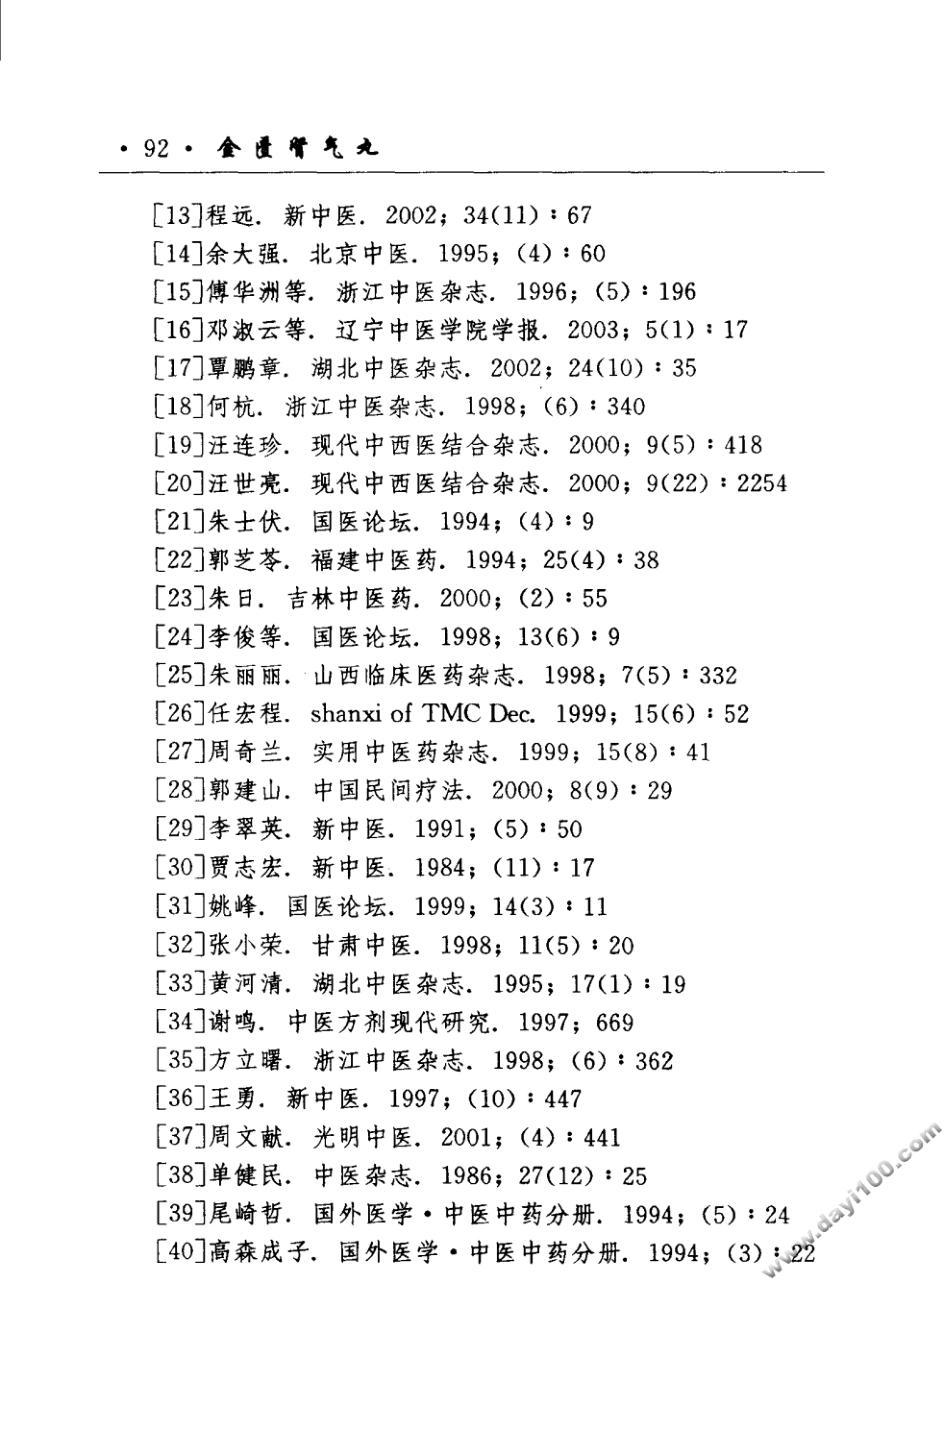 · 92 · 金匮肾气丸
[13]程远. 新中医. 2002; 34(11)：67
[14]余大强. 北京中医. 1995; (4)：60
[15]傅华洲等. 浙江中医杂志. 1996; (5)：196
[16]邓淑云等. 辽宁中医学院学报. 2003; 5(1)：17
[17]覃鹏章. 湖北中医杂志. 2002; 24(10)：35
[18]何杭. 浙江中医杂志. 1998; (6)：340
[19]汪连珍. 现代中西医结合杂志. 2000; 9(5)：418
[20]汪世亮. 现代中西医结合杂志. 2000; 9(22)：2254
[21]朱士伏. 国医论坛. 1994; (4)：9
[22]郭芝苓. 福建中医药. 1994; 25(4)：38
[23]朱日. 吉林中医药. 2000; (2)：55
[24]李俊等. 国医论坛. 1998; 13(6)：9
[25]朱丽丽. 山西临床医药杂志. 1998; 7(5)：332
[26]任宏程. shanxi of TMC Dec. 1999; 15(6)：52
[27]周奇兰. 实用中医药杂志. 1999; 15(8)：41
[28]郭建山. 中国民间疗法. 2000; 8(9)：29
[29]李翠英. 新中医. 1991; (5)：50
[30]贾志宏. 新中医. 1984; (11)：17
[31]姚峰. 国医论坛. 1999; 14(3)：11
[32]张小荣. 甘肃中医. 1998; 11(5)：20
[33]黄河清. 湖北中医杂志. 1995; 17(1)：19
[34]谢鸣. 中医方剂现代研究. 1997; 669
[35]方立曙. 浙江中医杂志. 1998; (6)：362
[36]王勇. 新中医. 1997; (10)：447
[37]周文献. 光明中医. 2001; (4)：441
[38]单健民. 中医杂志. 1986; 27(12)：25
[39]尾崎哲. 国外医学·中医中药分册. 1994; (5)：24
[40]高森成子. 国外医学·中医中药分册. 1994; (3)：22
www.dayi100.com